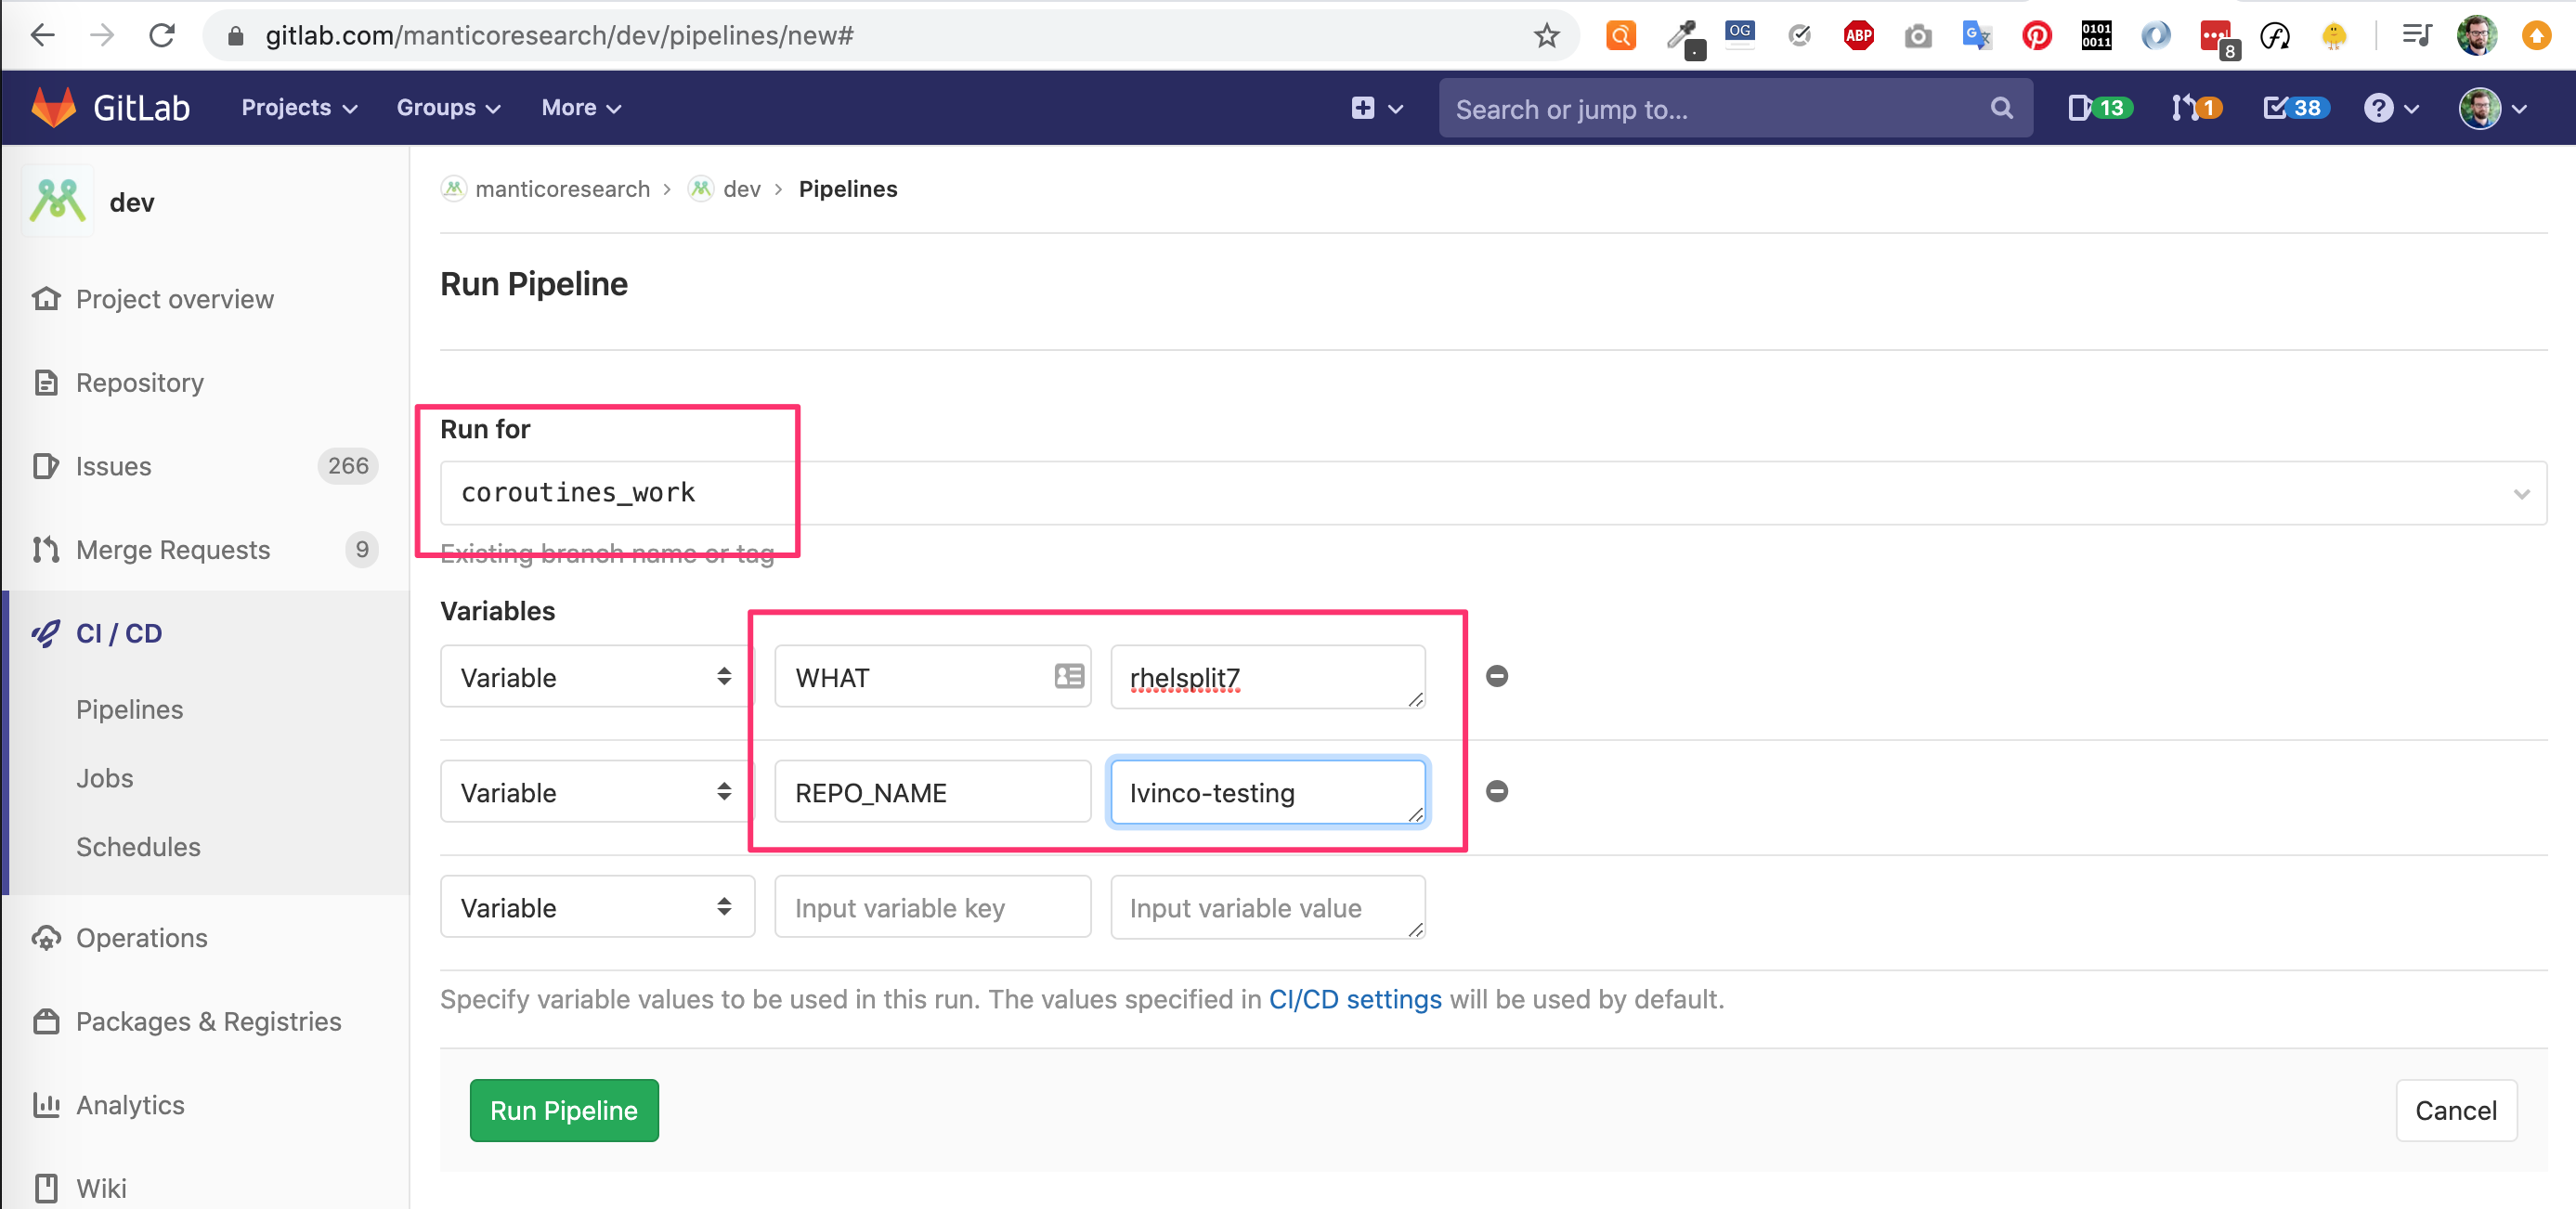 gitlab.com/manticoresearch/dev/pipelines/new#
OG
ABP
G
0101
0011
8
GitLab
Projects
Groups
More
Search or jump to...
13
1
38
?
dev
manticoresearch > dev > Pipelines
Run Pipeline
Project overview
Repository
Issues
266
Merge Requests
9
CI / CD
Pipelines
Jobs
Schedules
Operations
Packages & Registries
Analytics
Wiki
Run for
coroutines_work
Existing branch name or tag
Variables
Variable
WHAT
rhelsplit7
Variable
REPO_NAME
lvinco-testing
Variable
Input variable key
Input variable value
Specify variable values to be used in this run. The values specified in CI/CD settings will be used by default.
Run Pipeline
Cancel